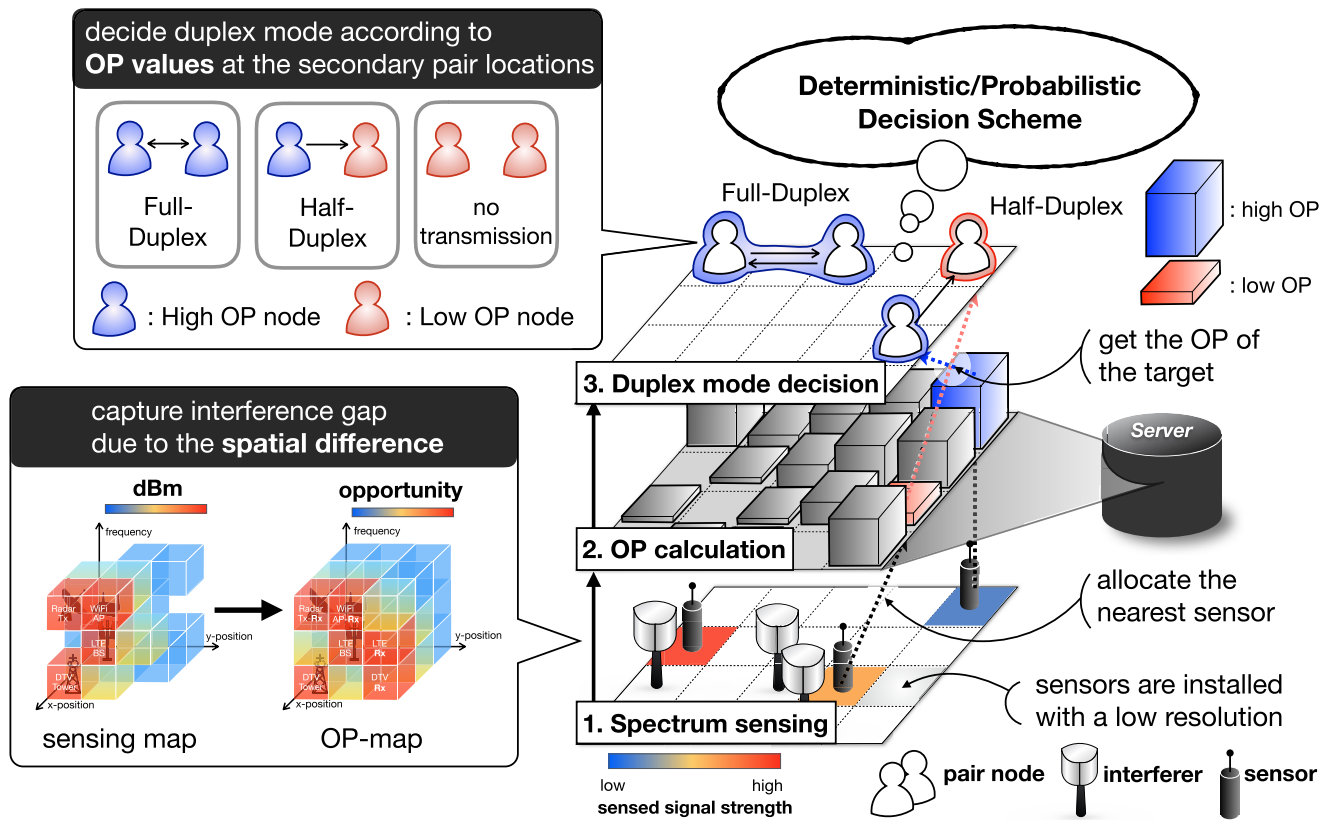 decide duplex mode according to
OP values at the secondary pair locations
Full-
Duplex
Half-
Duplex
no
transmission
: High OP node
: Low OP node
Deterministic/Probabilistic
Decision Scheme
Full-Duplex
Half-Duplex
: high OP
: low OP
get the OP of
the target
3. Duplex mode decision
Server
2. OP calculation
allocate the
nearest sensor
sensors are installed
with a low resolution
1. Spectrum sensing
low
high
sensed signal strength
pair node
interferer
sensor
capture interference gap
due to the spatial difference
dBm
frequency
Radar
Tx
WiFi
AP
LTE
BS
DTV
Tower
y-position
x-position
sensing map
opportunity
frequency
Radar
Tx-Rx
WiFi
AP-Rx
LTE
BS
LTE
Rx
DTV
Tower
DTV
Rx
y-position
x-position
OP-map